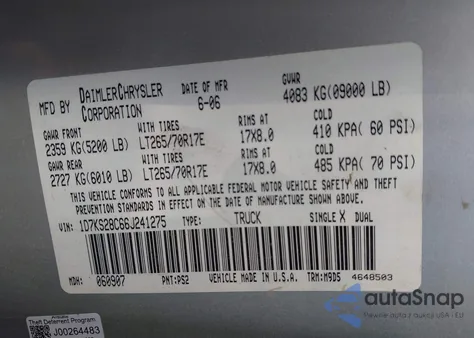 MFD BY DAIMLERCHRYSLER CORPORATION DATE OF MFR 6-06 GVWR 4083 KG(09000 LB)
GAWR FRONT WITH TIRES RIMS AT COLD
2359 KG(5200 LB) LT265/70R17E 17X8.0 410 KPA( 60 PSI)
GAWR REAR WITH TIRES RIMS AT COLD
2727 KG(6010 LB) LT265/70R17E 17X8.0 485 KPA( 70 PSI)
THIS VEHICLE CONFORMS TO ALL APPLICABLE FEDERAL MOTOR VEHICLE SAFETY AND THEFT
PREVENTION STANDARDS IN EFFECT ON THE DATE OF MANUFACTURE SHOWN ABOVE
VIN: 1D7KS28C66J241275 TYPE: TRUCK SINGLE X DUAL
MDH: 060907 PNT:PS2 VEHICLE MADE IN U.S.A. TRM:M9D5 4648503
Theft Deterrent Program
J00264483
autoSnap